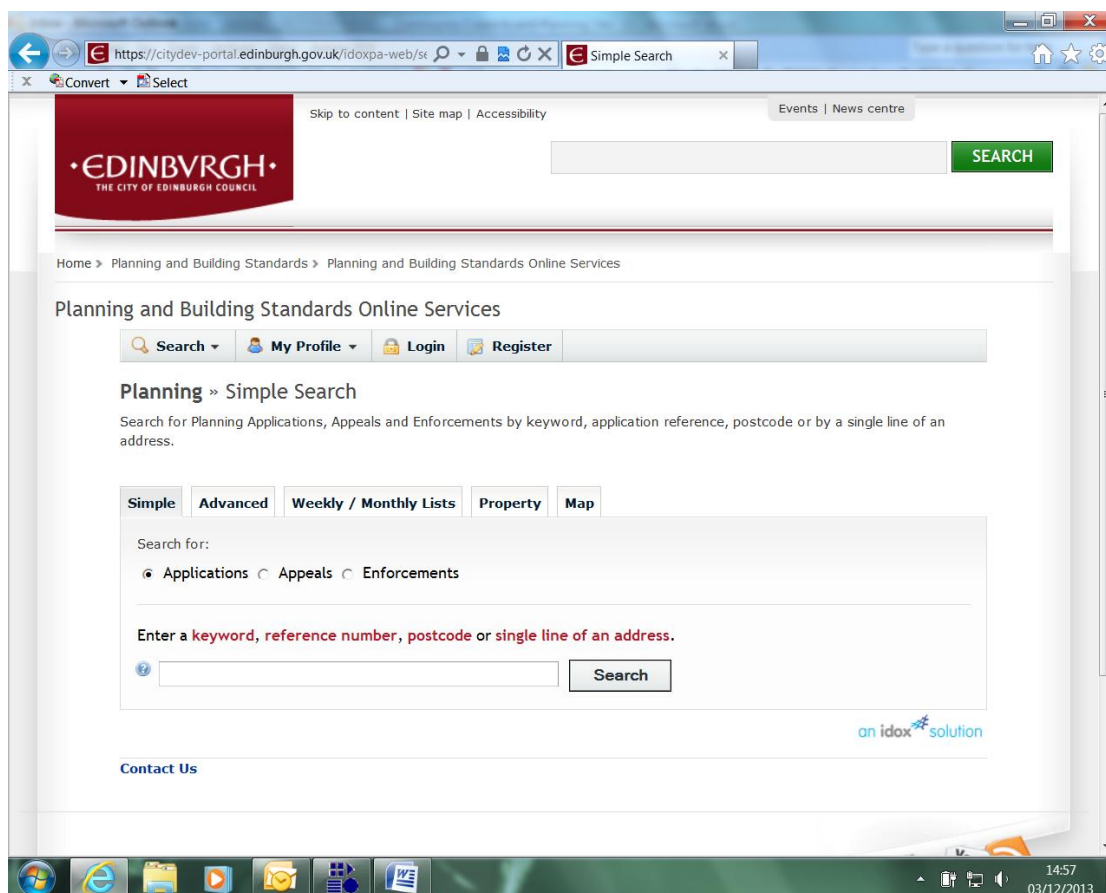 https://citydev-portal.edinburgh.gov.uk/idoxpa-web/se
Simple Search
x Convert Select
Skip to content | Site map | Accessibility
Events | News centre
•EDINBVRGH•
THE CITY OF EDINBURGH COUNCIL
SEARCH
Home > Planning and Building Standards > Planning and Building Standards Online Services
Planning and Building Standards Online Services
Search My Profile Login Register
Planning » Simple Search
Search for Planning Applications, Appeals and Enforcements by keyword, application reference, postcode or by a single line of an
address.
Simple Advanced Weekly / Monthly Lists Property Map
Search for:
Applications Appeals Enforcements
Enter a keyword, reference number, postcode or single line of an address.
Search
an idox solution
Contact Us
14:57
03/12/2013